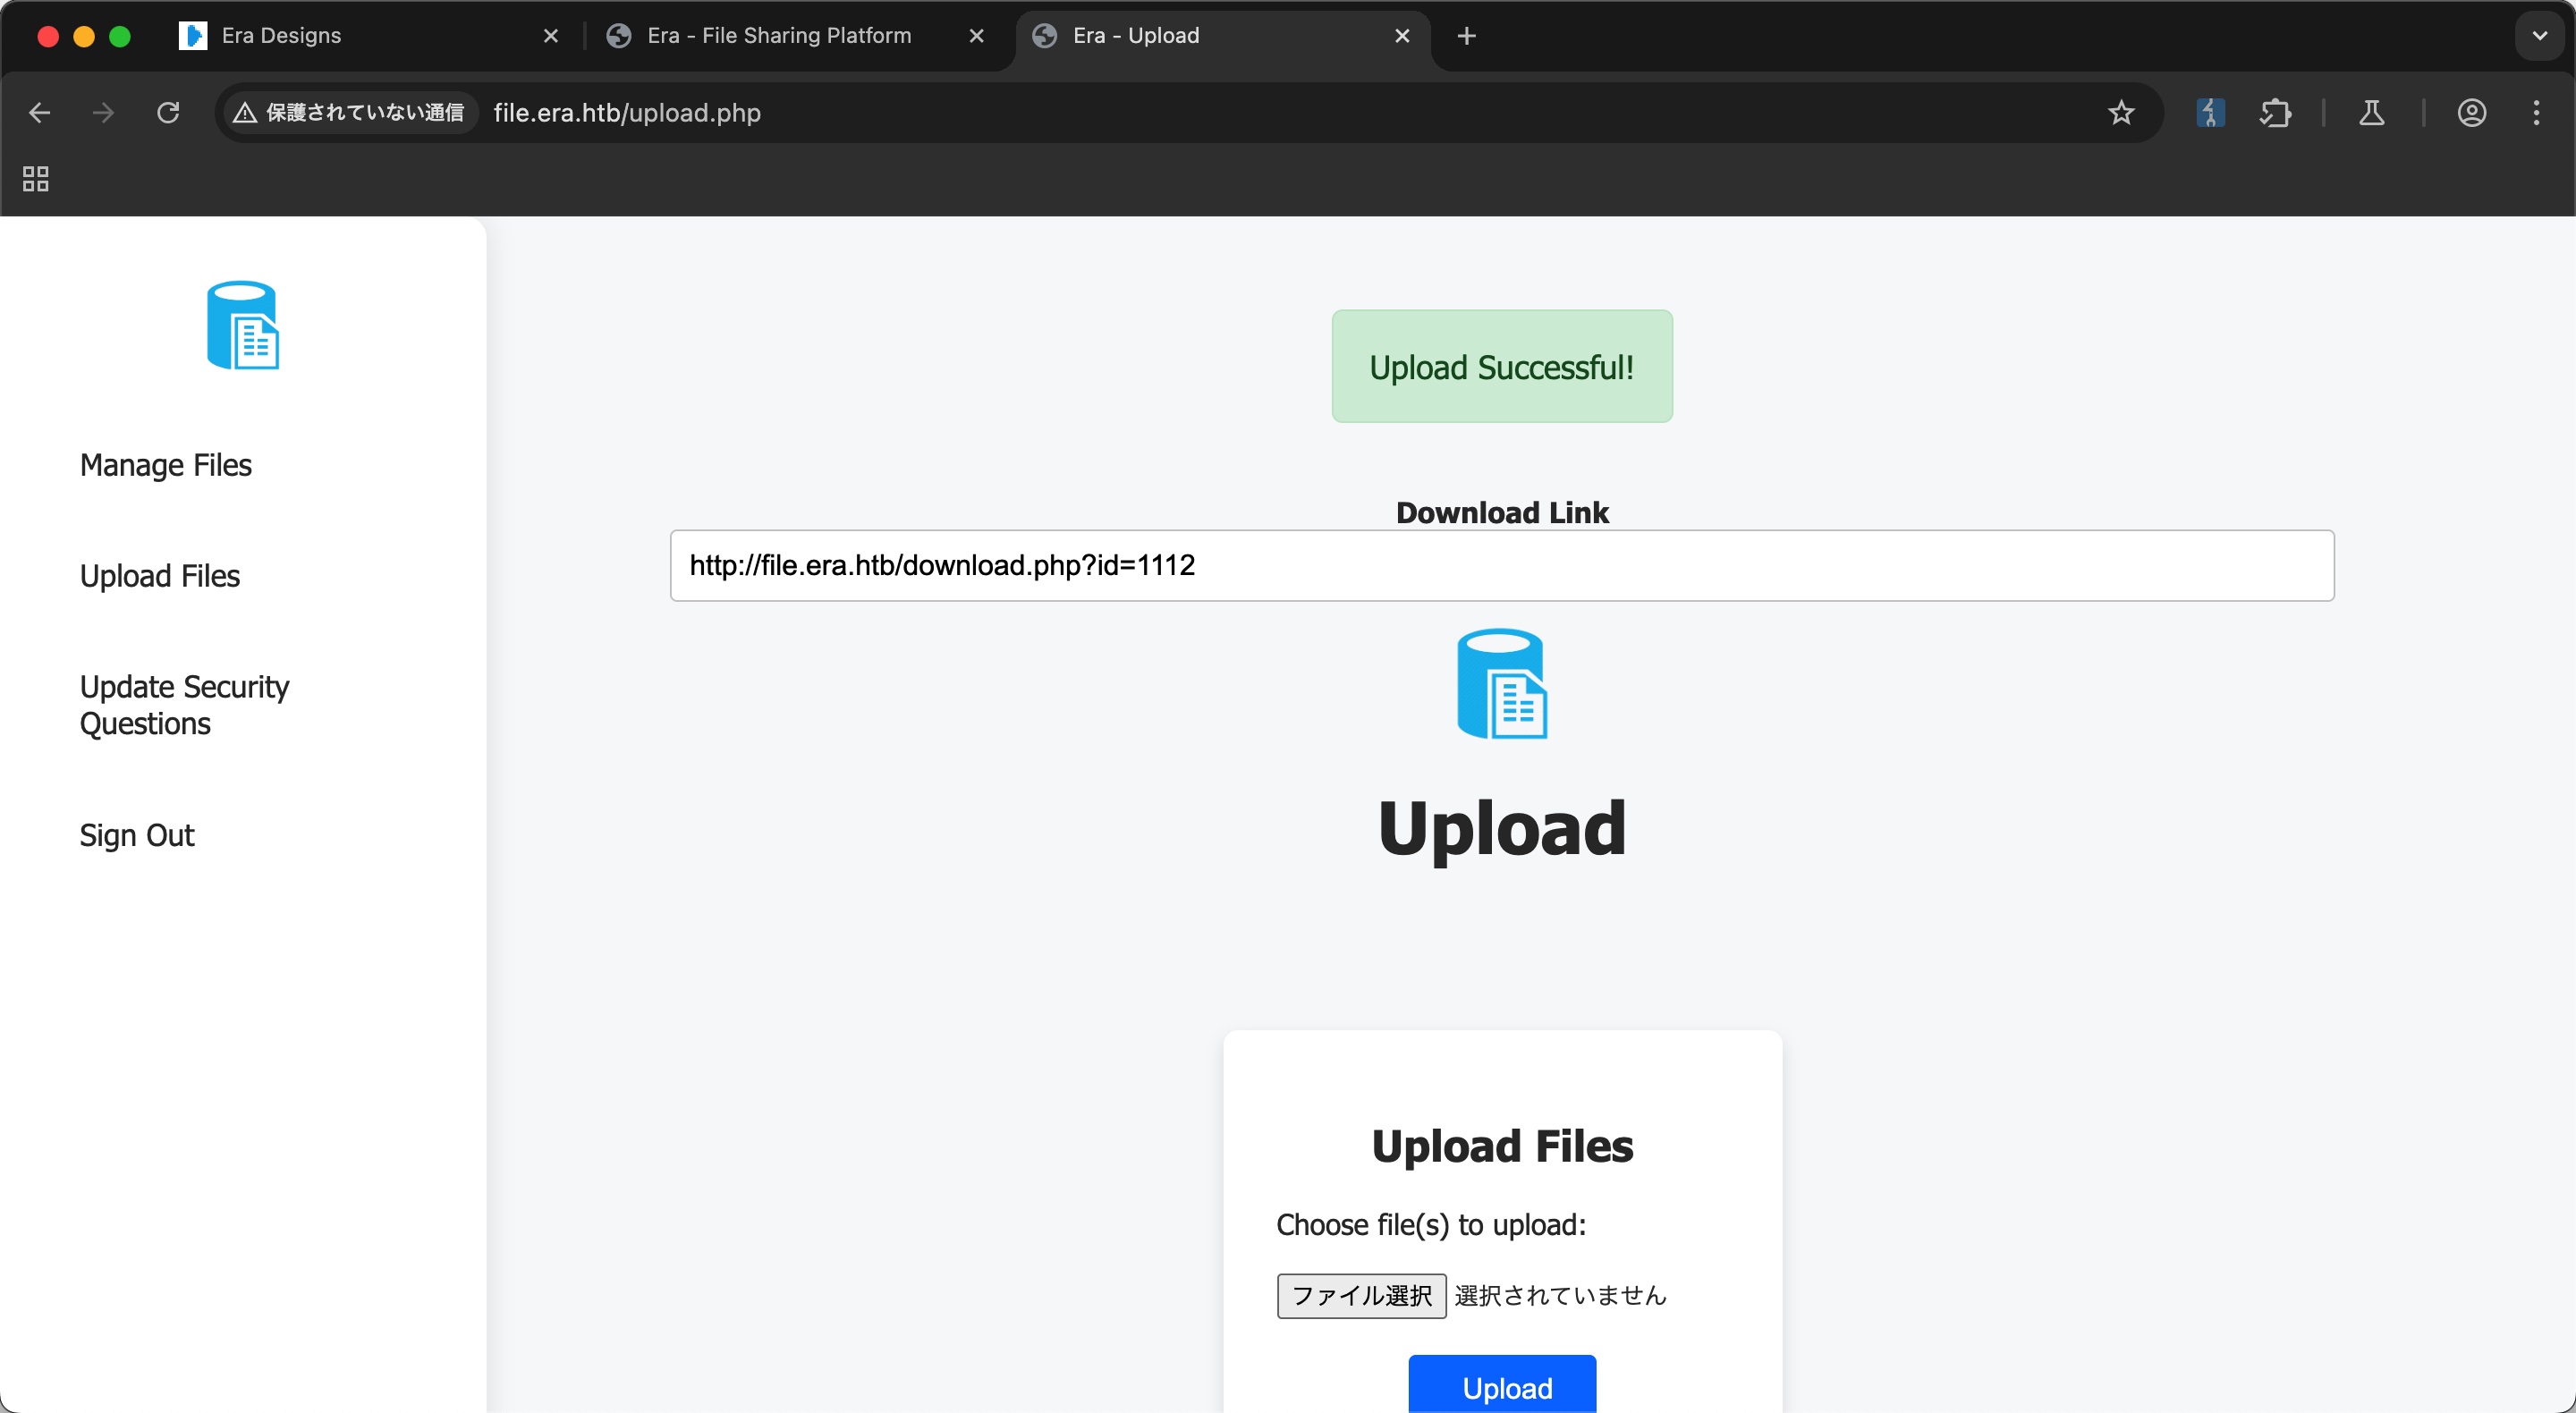 Era Designs
Era - File Sharing Platform
Era - Upload
保護されていない通信
file.era.htb/upload.php
Manage Files
Upload Files
Update Security
Questions
Sign Out
Upload Successful!
Download Link
http://file.era.htb/download.php?id=1112
Upload
Upload Files
Choose file(s) to upload:
ファイル選択 選択されていません
Upload